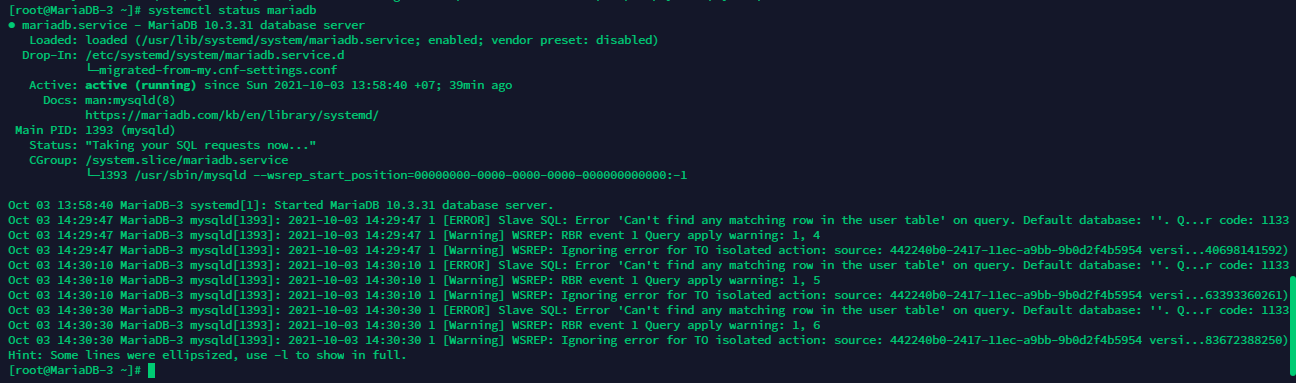 [root@MariaDB-3 ~]# systemctl status mariadb
● mariadb.service - MariaDB 10.3.31 database server
   Loaded: loaded (/usr/lib/systemd/system/mariadb.service; enabled; vendor preset: disabled)
  Drop-In: /etc/systemd/system/mariadb.service.d
           └─migrated-from-my.cnf-settings.conf
   Active: active (running) since Sun 2021-10-03 13:58:40 +07; 39min ago
     Docs: man:mysqld(8)
           https://mariadb.com/kb/en/library/systemd/
 Main PID: 1393 (mysqld)
   Status: "Taking your SQL requests now..."
   CGroup: /system.slice/mariadb.service
           └─1393 /usr/sbin/mysqld --wsrep_start_position=00000000-0000-0000-0000-000000000000:-1

Oct 03 13:58:40 MariaDB-3 systemd[1]: Started MariaDB 10.3.31 database server.
Oct 03 14:29:47 MariaDB-3 mysqld[1393]: 2021-10-03 14:29:47 1 [ERROR] Slave SQL: Error 'Can't find any matching row in the user table' on query. Default database: ''. Q...r code: 1133
Oct 03 14:29:47 MariaDB-3 mysqld[1393]: 2021-10-03 14:29:47 1 [Warning] WSREP: RBR event 1 Query apply warning: 1, 4
Oct 03 14:29:47 MariaDB-3 mysqld[1393]: 2021-10-03 14:29:47 1 [Warning] WSREP: Ignoring error for TO isolated action: source: 442240b0-2417-11ec-a9bb-9b0d2f4b5954 versi...40698141592)
Oct 03 14:30:10 MariaDB-3 mysqld[1393]: 2021-10-03 14:30:10 1 [ERROR] Slave SQL: Error 'Can't find any matching row in the user table' on query. Default database: ''. Q...r code: 1133
Oct 03 14:30:10 MariaDB-3 mysqld[1393]: 2021-10-03 14:30:10 1 [Warning] WSREP: RBR event 1 Query apply warning: 1, 5
Oct 03 14:30:10 MariaDB-3 mysqld[1393]: 2021-10-03 14:30:10 1 [Warning] WSREP: Ignoring error for TO isolated action: source: 442240b0-2417-11ec-a9bb-9b0d2f4b5954 versi...63393360261)
Oct 03 14:30:30 MariaDB-3 mysqld[1393]: 2021-10-03 14:30:30 1 [ERROR] Slave SQL: Error 'Can't find any matching row in the user table' on query. Default database: ''. Q...r code: 1133
Oct 03 14:30:30 MariaDB-3 mysqld[1393]: 2021-10-03 14:30:30 1 [Warning] WSREP: RBR event 1 Query apply warning: 1, 6
Oct 03 14:30:30 MariaDB-3 mysqld[1393]: 2021-10-03 14:30:30 1 [Warning] WSREP: Ignoring error for TO isolated action: source: 442240b0-2417-11ec-a9bb-9b0d2f4b5954 versi...83672388250)
Hint: Some lines were ellipsized, use -l to show in full.
[root@MariaDB-3 ~]#